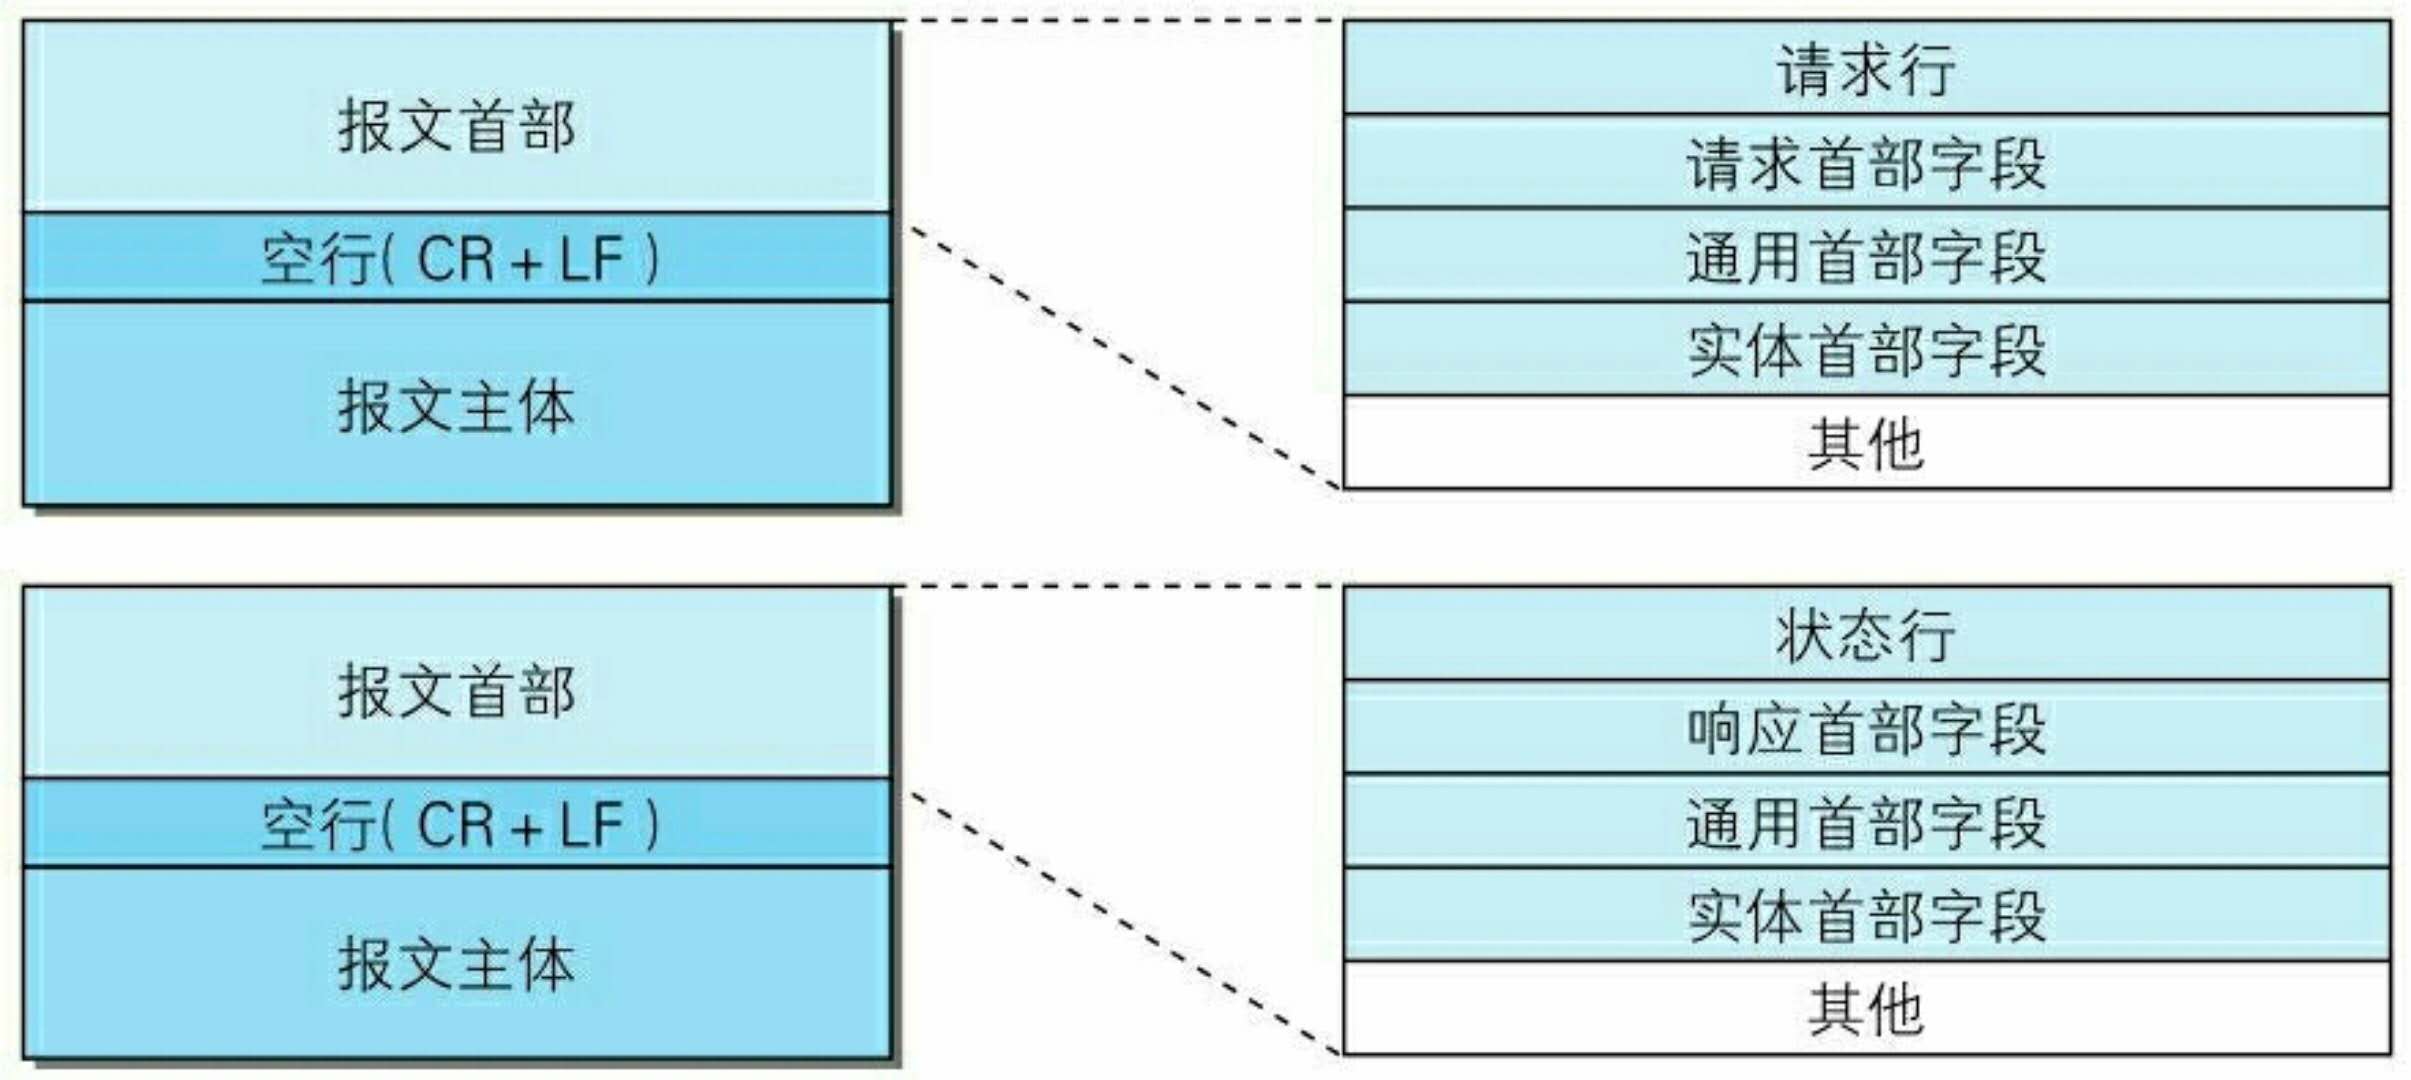 报文首部
空行( CR + LF )
报文主体
请求行
请求首部字段
通用首部字段
实体首部字段
其他
报文首部
空行( CR + LF )
报文主体
状态行
响应首部字段
通用首部字段
实体首部字段
其他